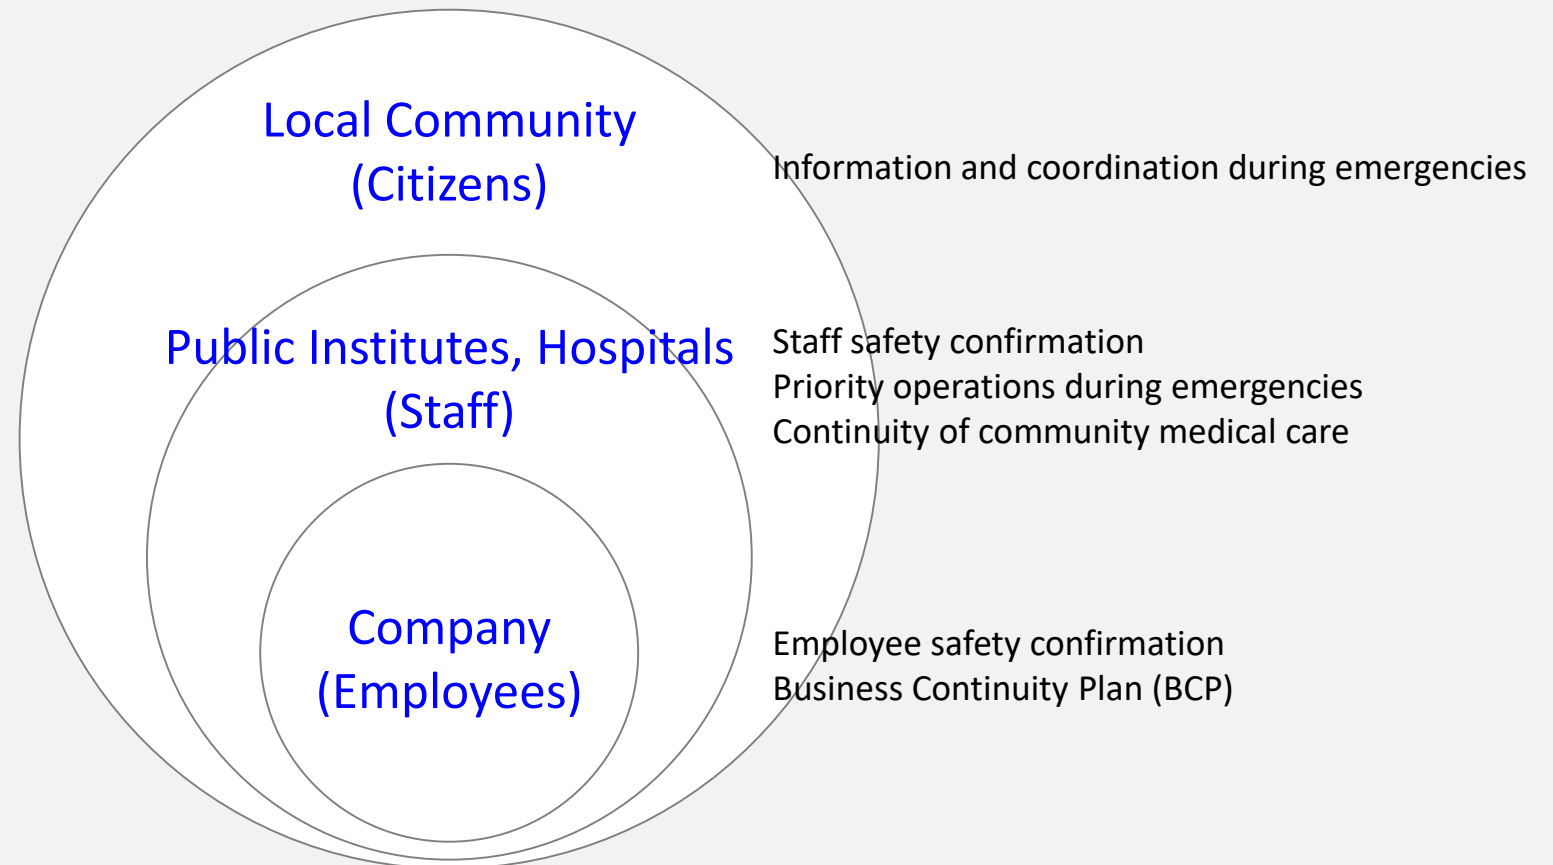 Local Community
(Citizens)
Information and coordination during emergencies
Public Institutes, Hospitals
(Staff)
Staff safety confirmation
Priority operations during emergencies
Continuity of community medical care
Company
(Employees)
Employee safety confirmation
Business Continuity Plan (BCP)